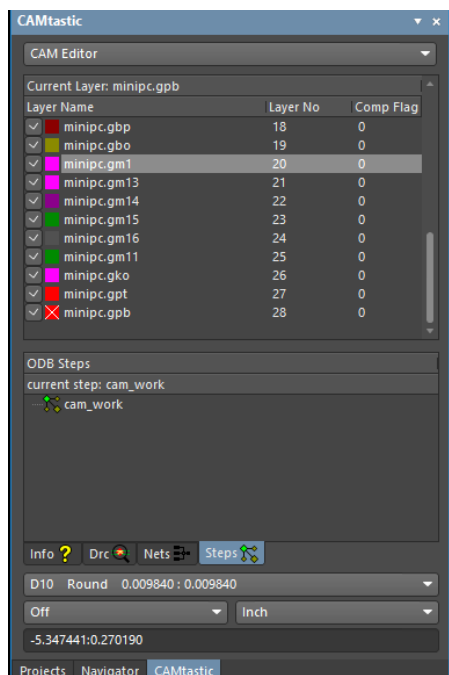 CAMtastic
CAM Editor
Current Layer: minipc.gpb
Layer Name Layer No Comp Flag
minipc.gbp 18 0
minipc.gbo 19 0
minipc.gm1 20 0
minipc.gm13 21 0
minipc.gm14 22 0
minipc.gm15 23 0
minipc.gm16 24 0
minipc.gm11 25 0
minipc.gko 26 0
minipc.gpt 27 0
minipc.gpb 28 0
ODB Steps
current step: cam_work
cam_work
Info ? Drc Nets Steps
D10 Round 0.009840 : 0.009840
Off Inch
-5.347441:0.270190
Projects Navigator CAMtastic